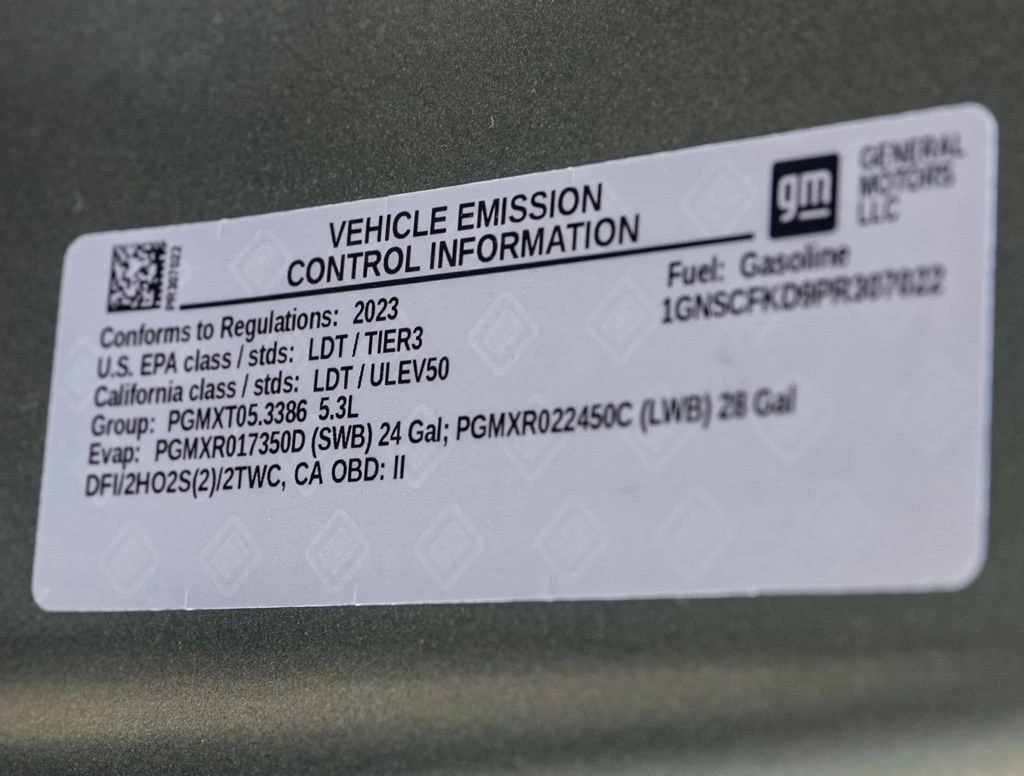 VEHICLE EMISSION
CONTROL INFORMATION
gm
GENERAL
MOTORS
LLC
PR307022
Fuel: Gasoline
1GNSCFKD9PR307022
Conforms to Regulations: 2023
U.S. EPA class / stds: LDT / TIER3
California class / stds: LDT / ULEV50
Group: PGMXT05.3386 5.3L
Evap: PGMXR017350D (SWB) 24 Gal; PGMXR022450C (LWB) 28 Gal
DFI/2HO2S(2)/2TWC, CA OBD: II